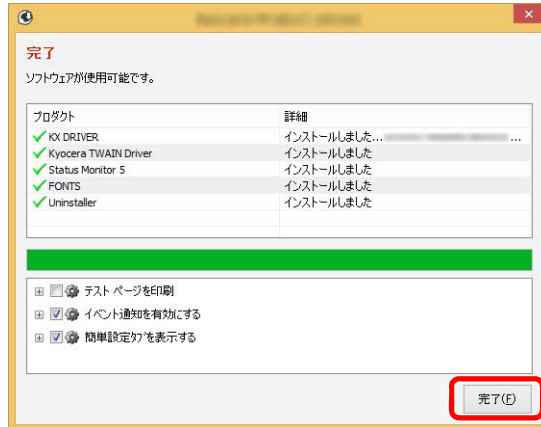 完了
ソフトウェアが使用可能です。
プロダクト 詳細
KX DRIVER インストールしました... ...
Kyocera TWAIN Driver インストールしました
Status Monitor 5 インストールしました
FONTS インストールしました
Uninstaller インストールしました
テスト ページを印刷
イベント通知を有効にする
簡単設定ﾀﾌﾞを表示する
完了(F)